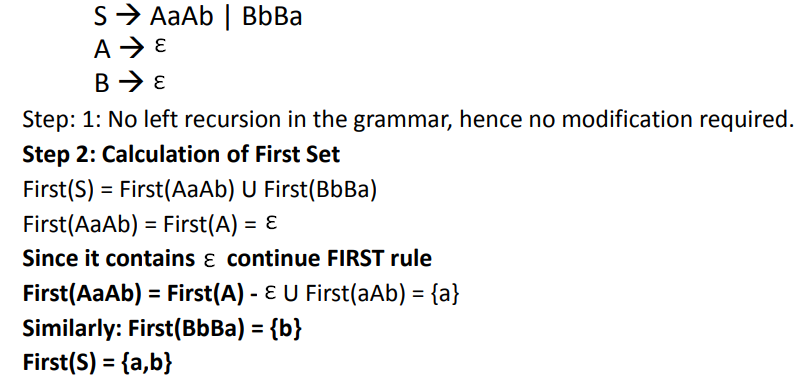 S → AaAb | BbBa
A → ε
B → ε
Step: 1: No left recursion in the grammar, hence no modification required.
Step 2: Calculation of First Set
First(S) = First(AaAb) U First(BbBa)
First(AaAb) = First(A) = ε
Since it contains ε continue FIRST rule
First(AaAb) = First(A) - ε U First(aAb) = {a}
Similarly: First(BbBa) = {b}
First(S) = {a,b}